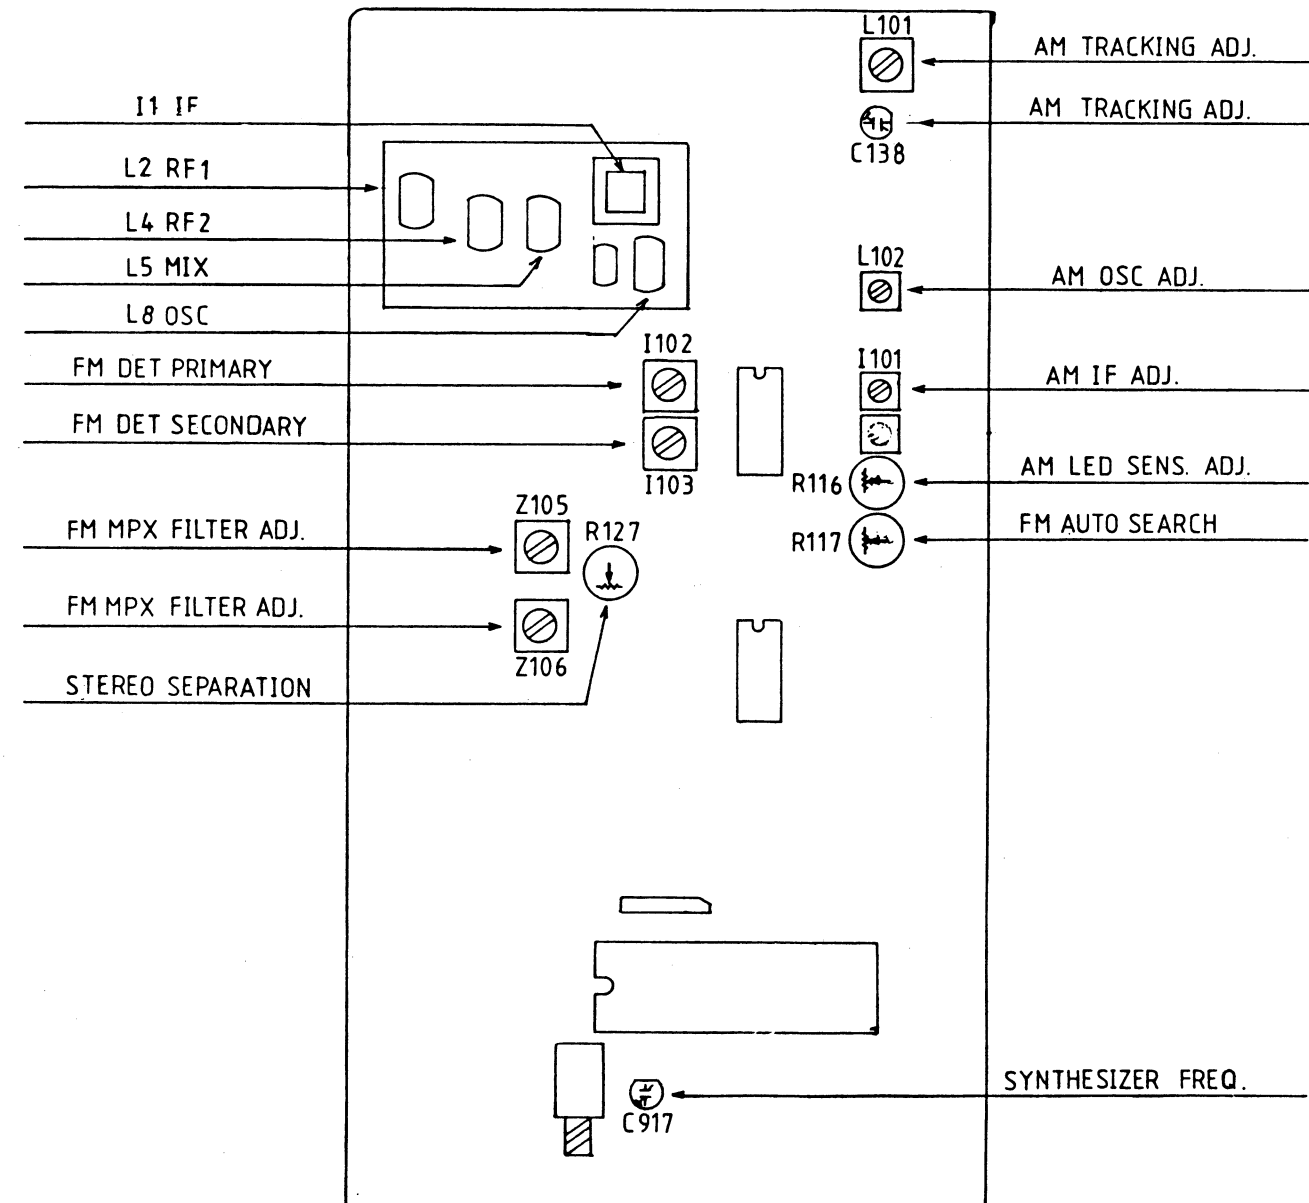 L101
AM TRACKING ADJ.
I1 IF
AM TRACKING ADJ.
C138
L2 RF1
L4 RF2
L5 MIX
L102
AM OSC ADJ.
L8 OSC
I102
I101
FM DET PRIMARY
AM IF ADJ.
FM DET SECONDARY
I103
R116
AM LED SENS. ADJ.
Z105
FM MPX FILTER ADJ.
R127
R117
FM AUTO SEARCH
FM MPX FILTER ADJ.
Z106
STEREO SEPARATION
SYNTHESIZER FREQ.
C917